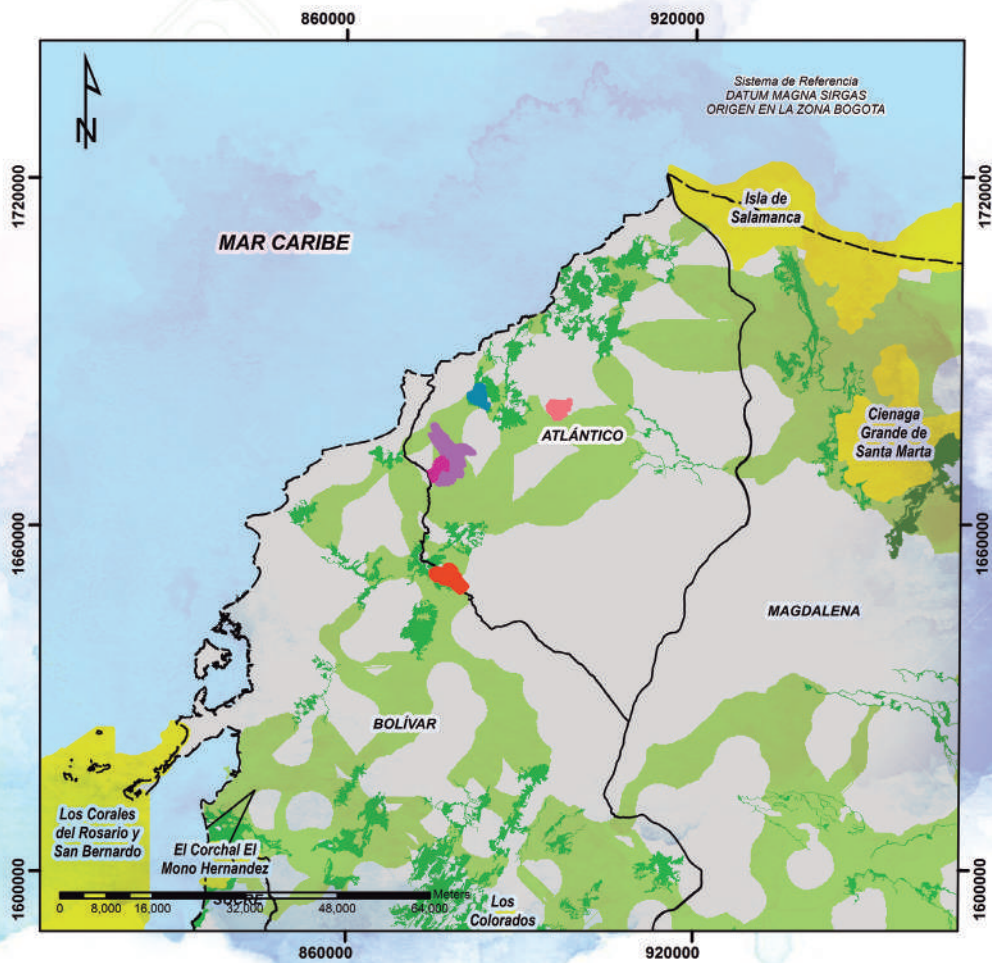 860000
920000
N
Sistema de Referencia
DATUM MAGNA SIRGAS
ORIGEN EN LA ZONA BOGOTA
1720000
1720000
Isla de
Salamanca
MAR CARIBE
Cienaga
Grande de
Santa Marta
ATLÁNTICO
1660000
1660000
MAGDALENA
BOLÍVAR
Los Corales
del Rosario y
San Bernardo
El Corchal El
Mono Hernández
1600000
1600000
Meters
SUCRE
0 8,000 16,000 32,000 48,000 64,000
Los
Colorados
860000
920000